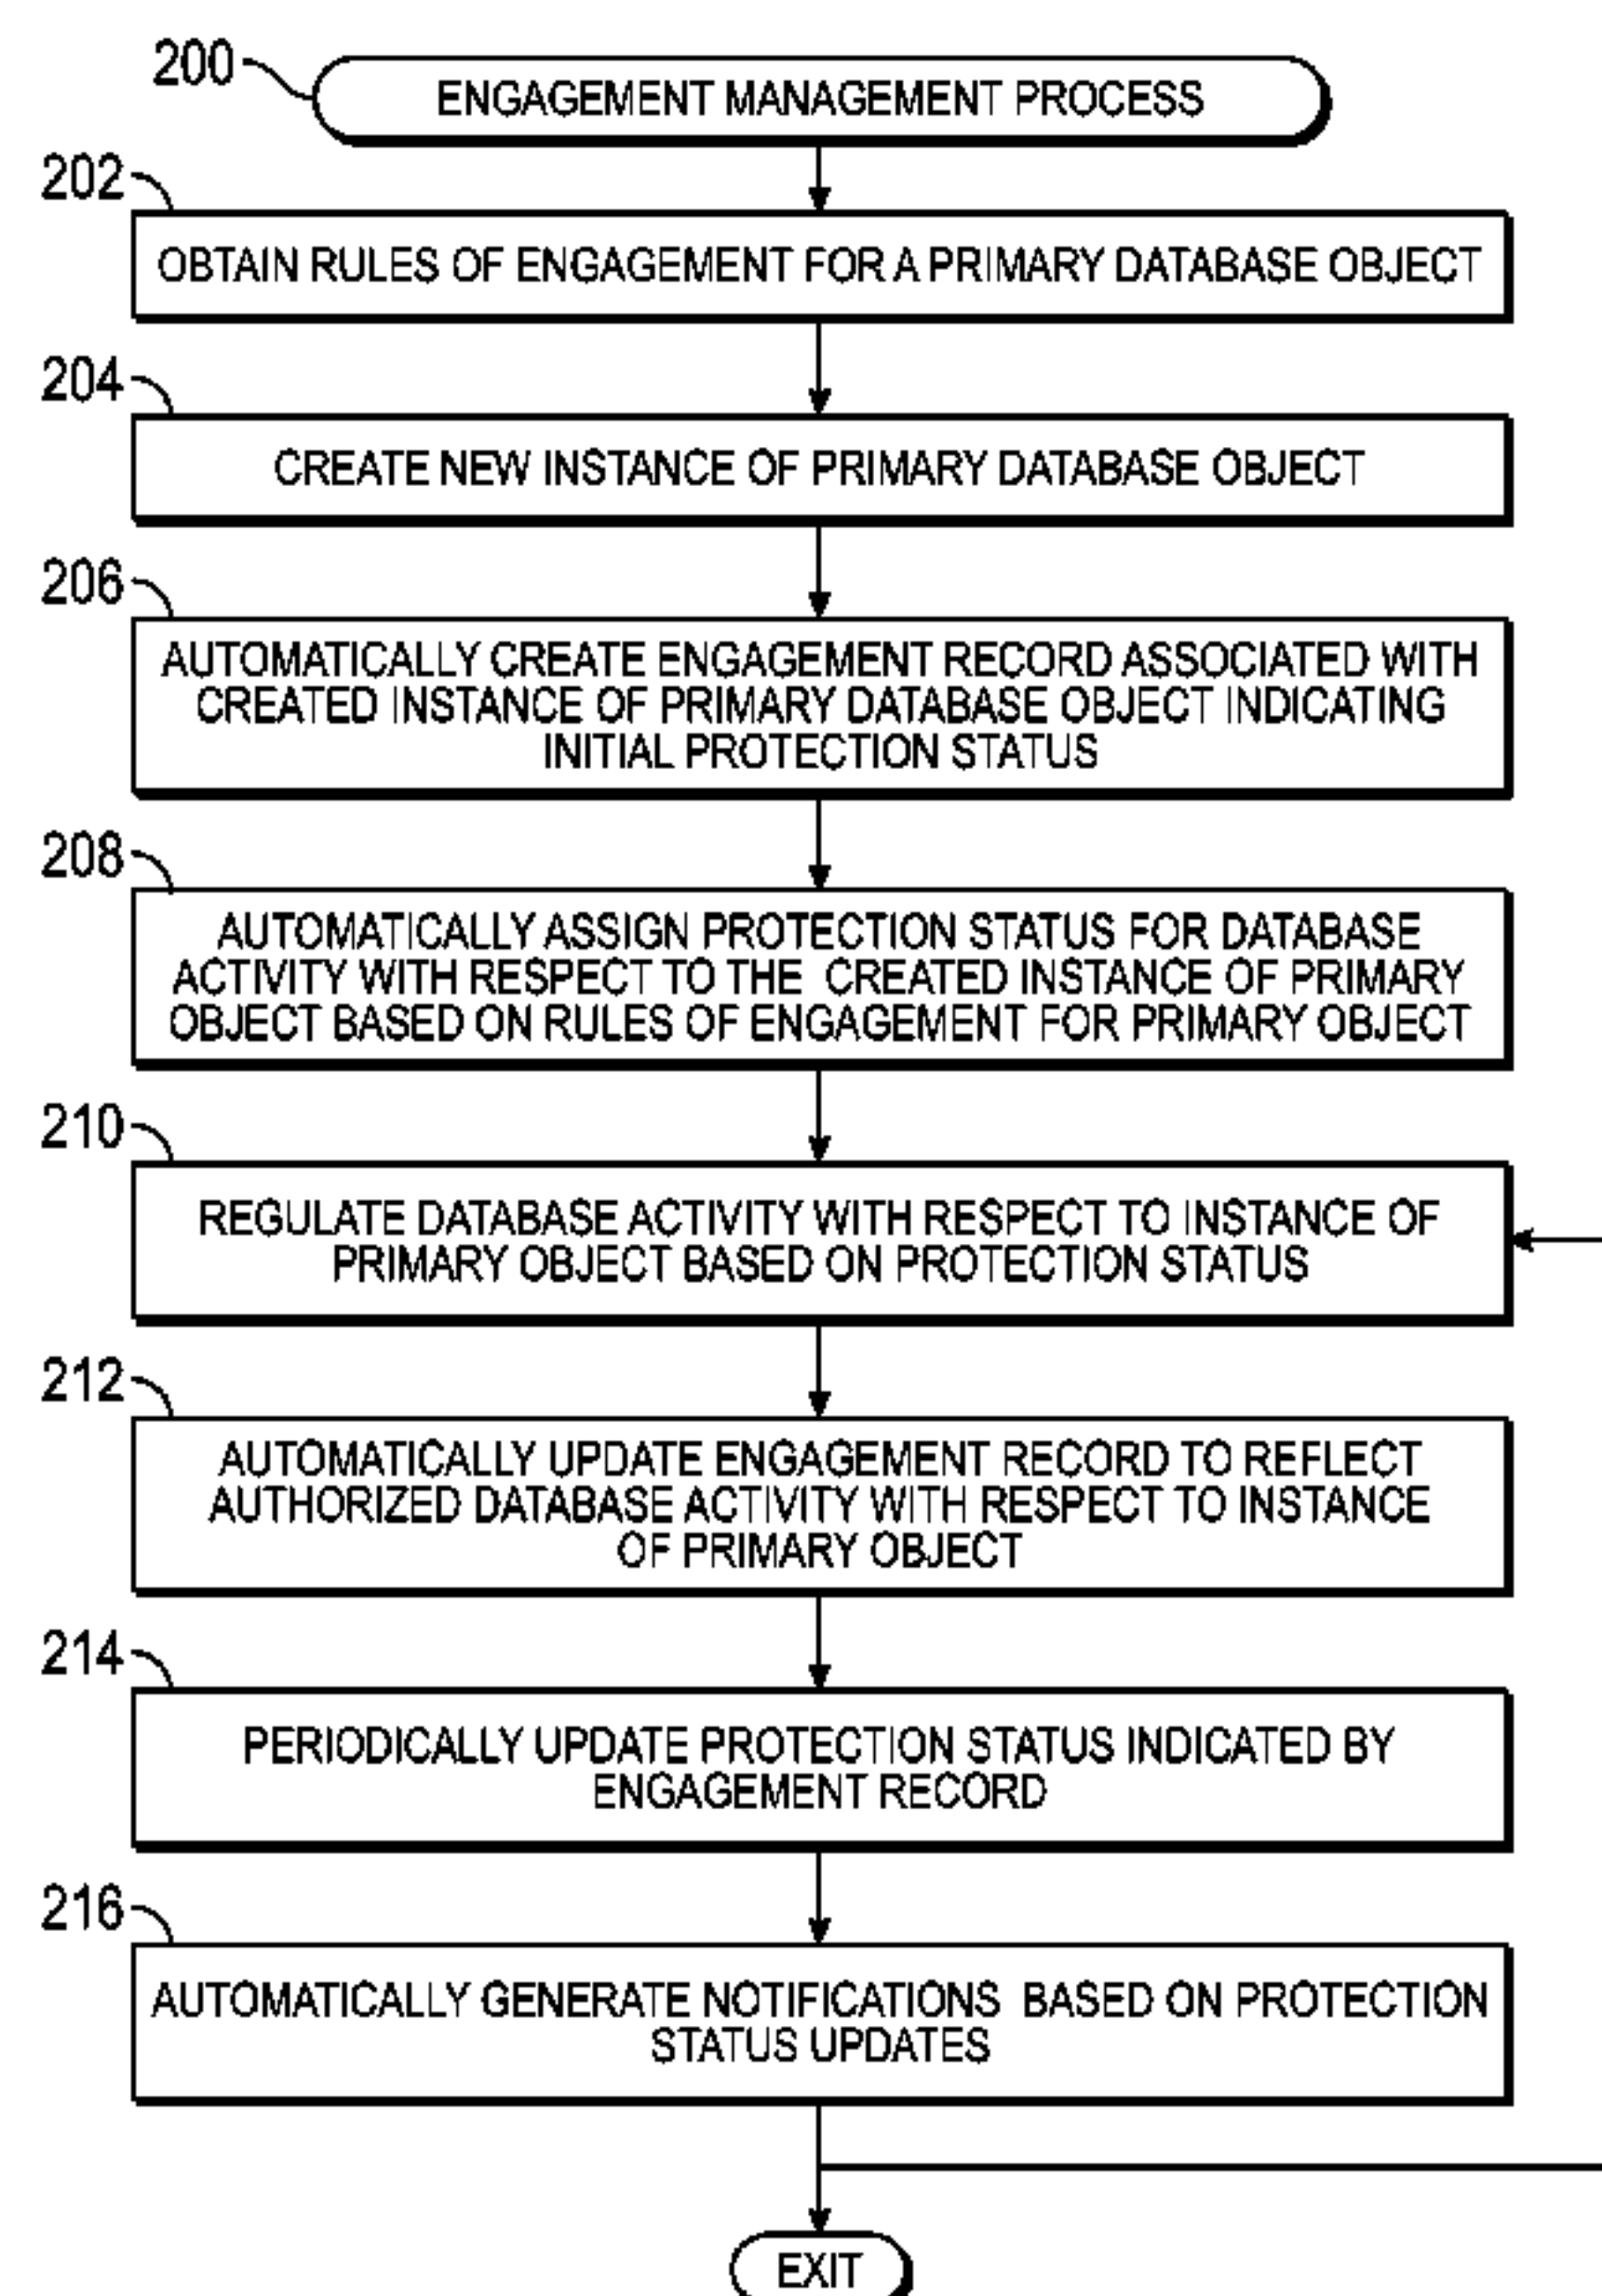 200
ENGAGEMENT MANAGEMENT PROCESS
202
OBTAIN RULES OF ENGAGEMENT FOR A PRIMARY DATABASE OBJECT
204
CREATE NEW INSTANCE OF PRIMARY DATABASE OBJECT
206
AUTOMATICALLY CREATE ENGAGEMENT RECORD ASSOCIATED WITH
CREATED INSTANCE OF PRIMARY DATABASE OBJECT INDICATING
INITIAL PROTECTION STATUS
208
AUTOMATICALLY ASSIGN PROTECTION STATUS FOR DATABASE
ACTIVITY WITH RESPECT TO THE CREATED INSTANCE OF PRIMARY
OBJECT BASED ON RULES OF ENGAGEMENT FOR PRIMARY OBJECT
210
REGULATE DATABASE ACTIVITY WITH RESPECT TO INSTANCE OF
PRIMARY OBJECT BASED ON PROTECTION STATUS
212
AUTOMATICALLY UPDATE ENGAGEMENT RECORD TO REFLECT
AUTHORIZED DATABASE ACTIVITY WITH RESPECT TO INSTANCE
OF PRIMARY OBJECT
214
PERIODICALLY UPDATE PROTECTION STATUS INDICATED BY
ENGAGEMENT RECORD
216
AUTOMATICALLY GENERATE NOTIFICATIONS BASED ON PROTECTION
STATUS UPDATES
EXIT